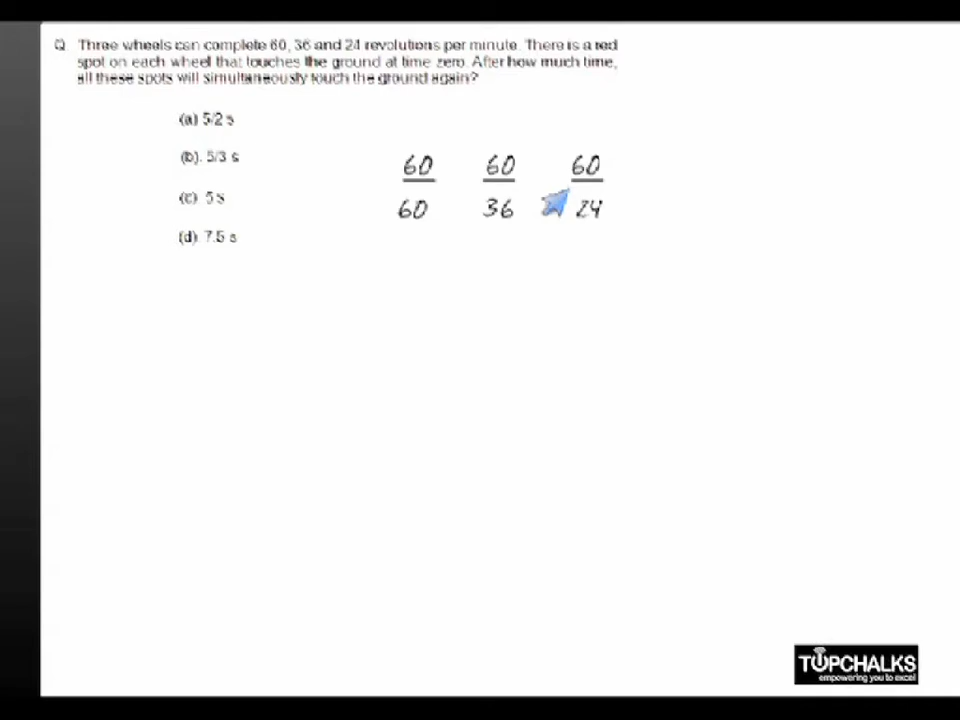 Q. Three wheels can complete 60, 36 and 24 revolutions per minute. There is a red
spot on each wheel that touches the ground at time zero. After how much time,
all these spots will simultaneously touch the ground again?
(a) 5/2 s
(b). 5/3 s
(c) 5 s
(d) 7.5 s
60 60 60
60 36 24
TOPCHALKS
empowering you to excel